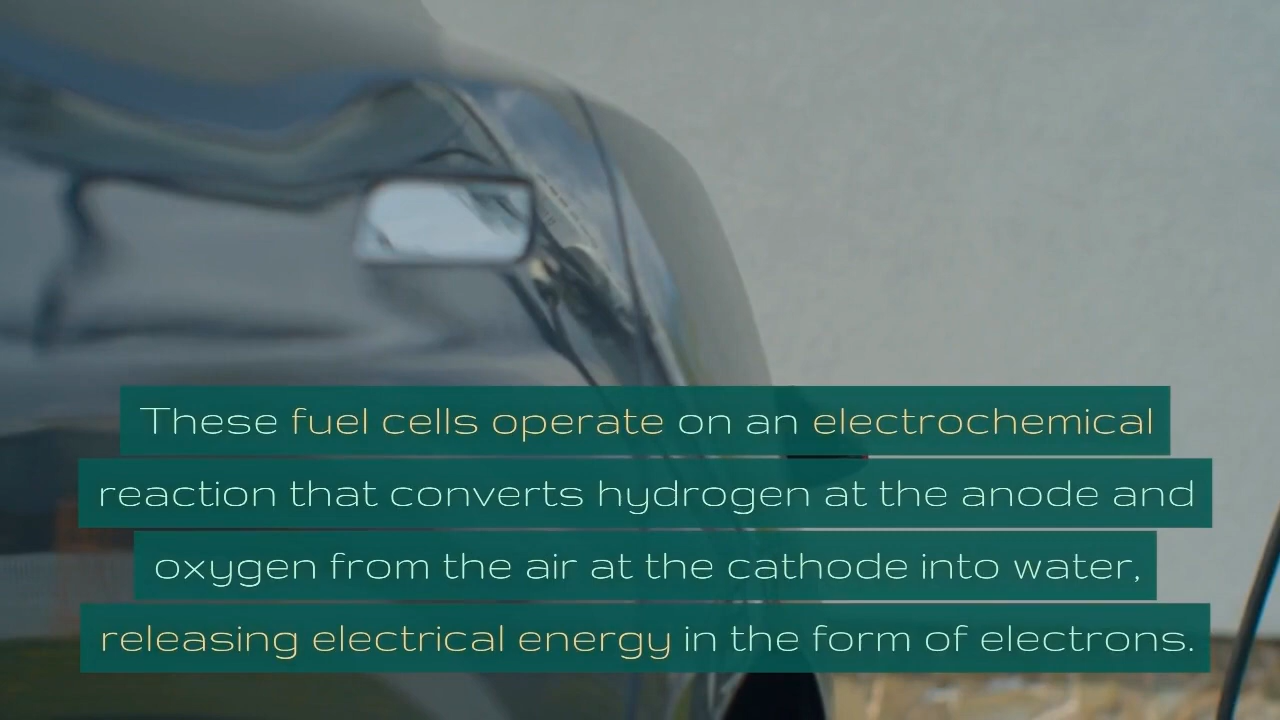 These fuel cells operate on an electrochemical
reaction that converts hydrogen at the anode and
oxygen from the air at the cathode into water,
releasing electrical energy in the form of electrons.